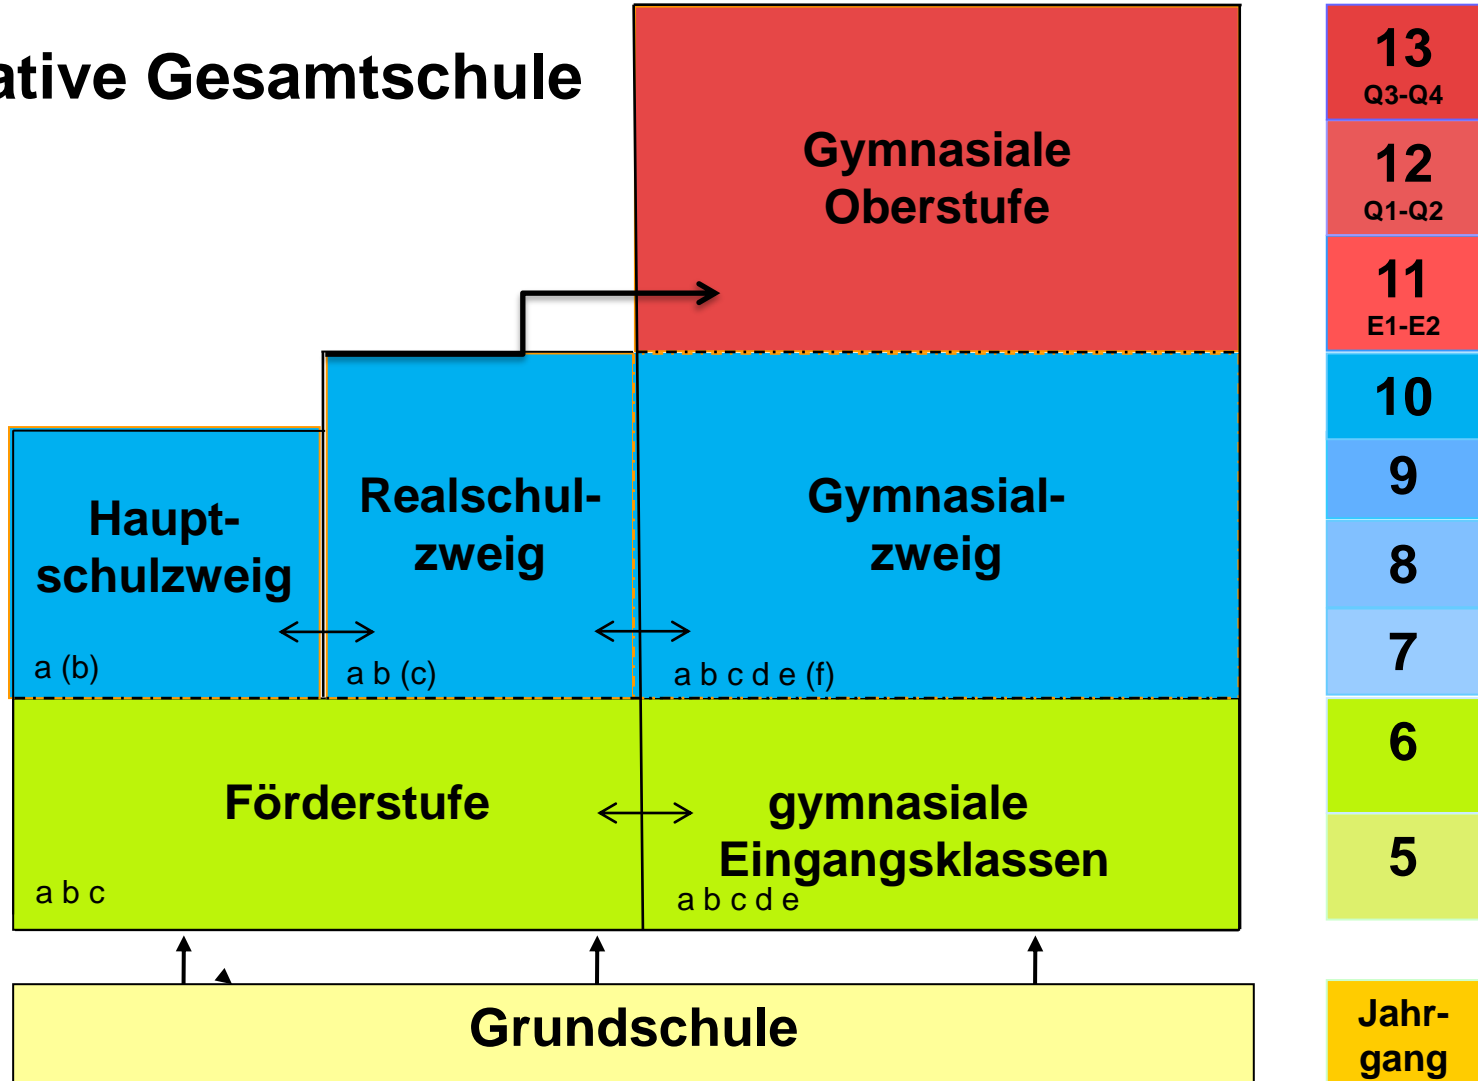 ative Gesamtschule
Gymnasiale
Oberstufe
Haupt-
schulzweig
a (b)
Realschul-
zweig
a b (c)
Gymnasial-
zweig
a b c d e (f)
Förderstufe
a b c
gymnasiale
Eingangsklassen
a b c d e
Grundschule
13
Q3-Q4
12
Q1-Q2
11
E1-E2
10
9
8
7
6
5
Jahr-
gang